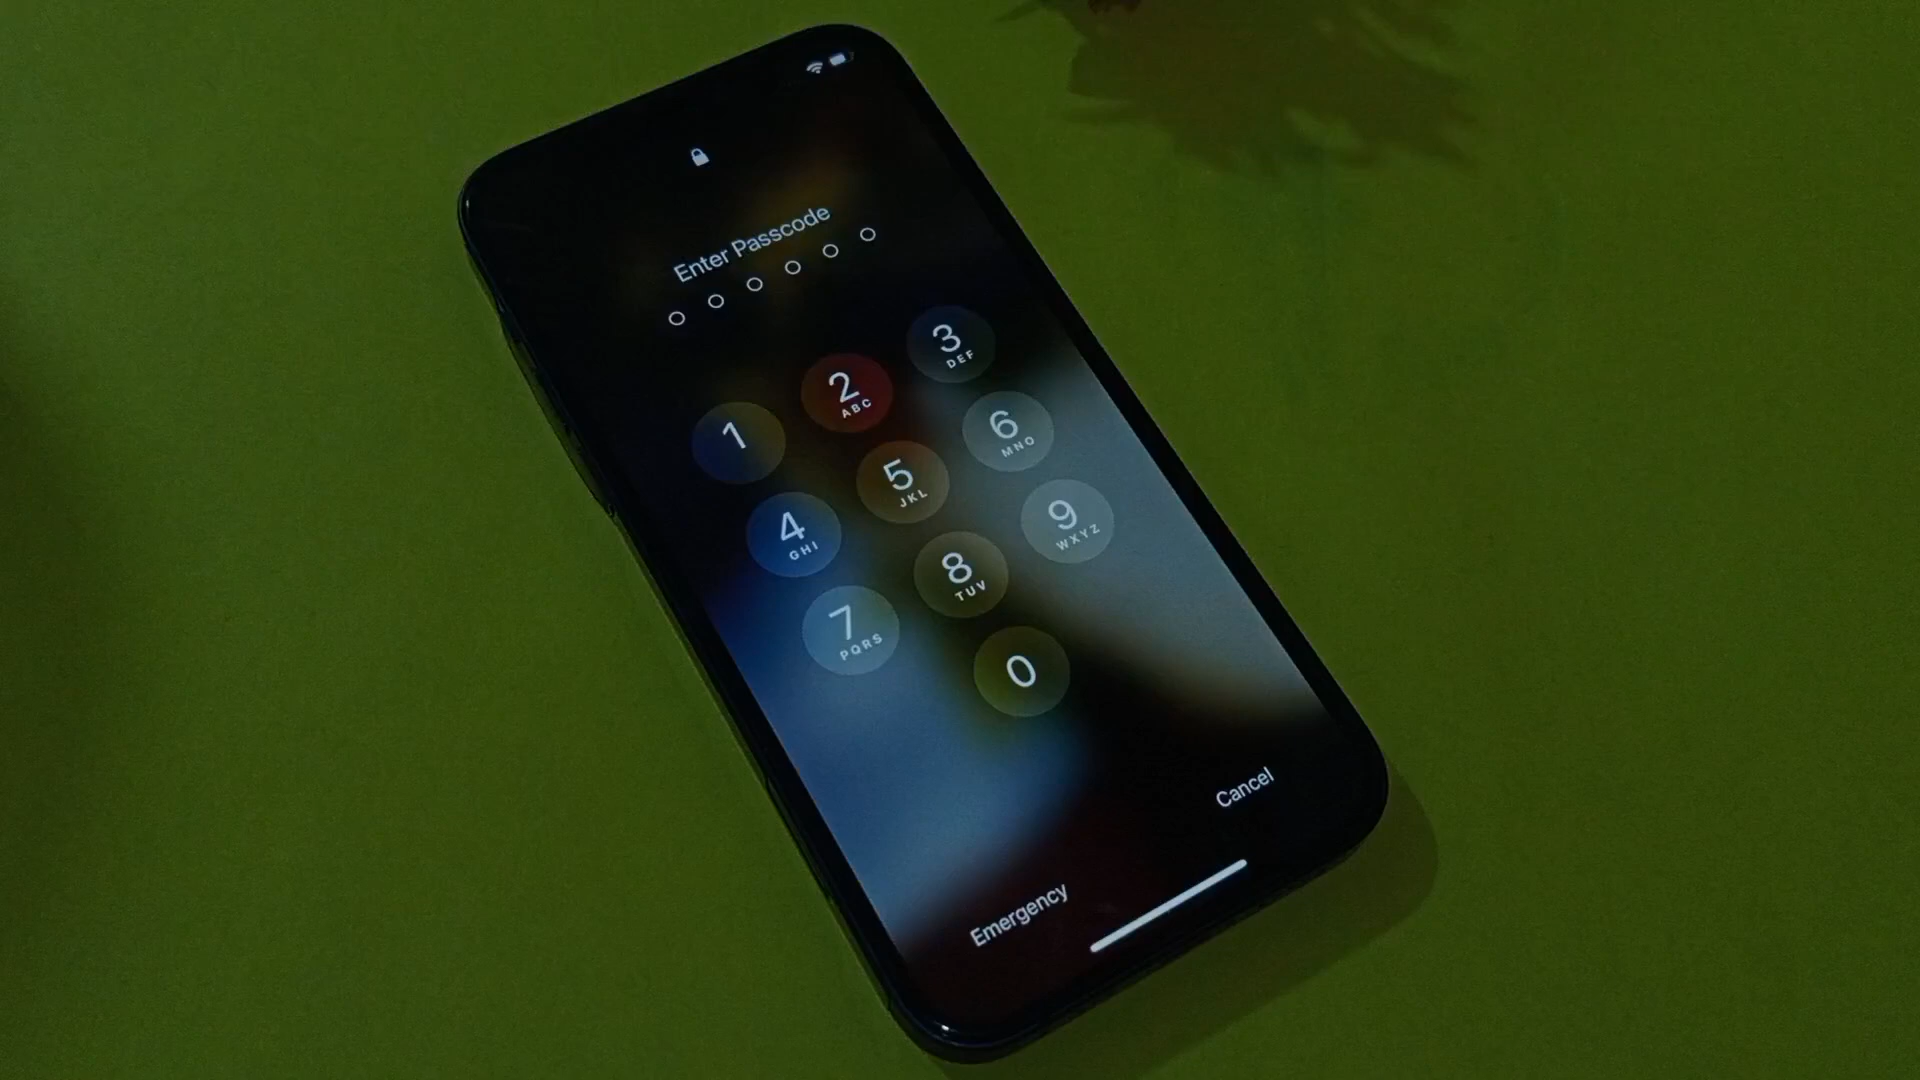 Enter Passcode
1
2
ABC
3
DEF
4
GHI
5
JKL
6
MNO
7
PQRS
8
TUV
9
WXYZ
0
Emergency
Cancel